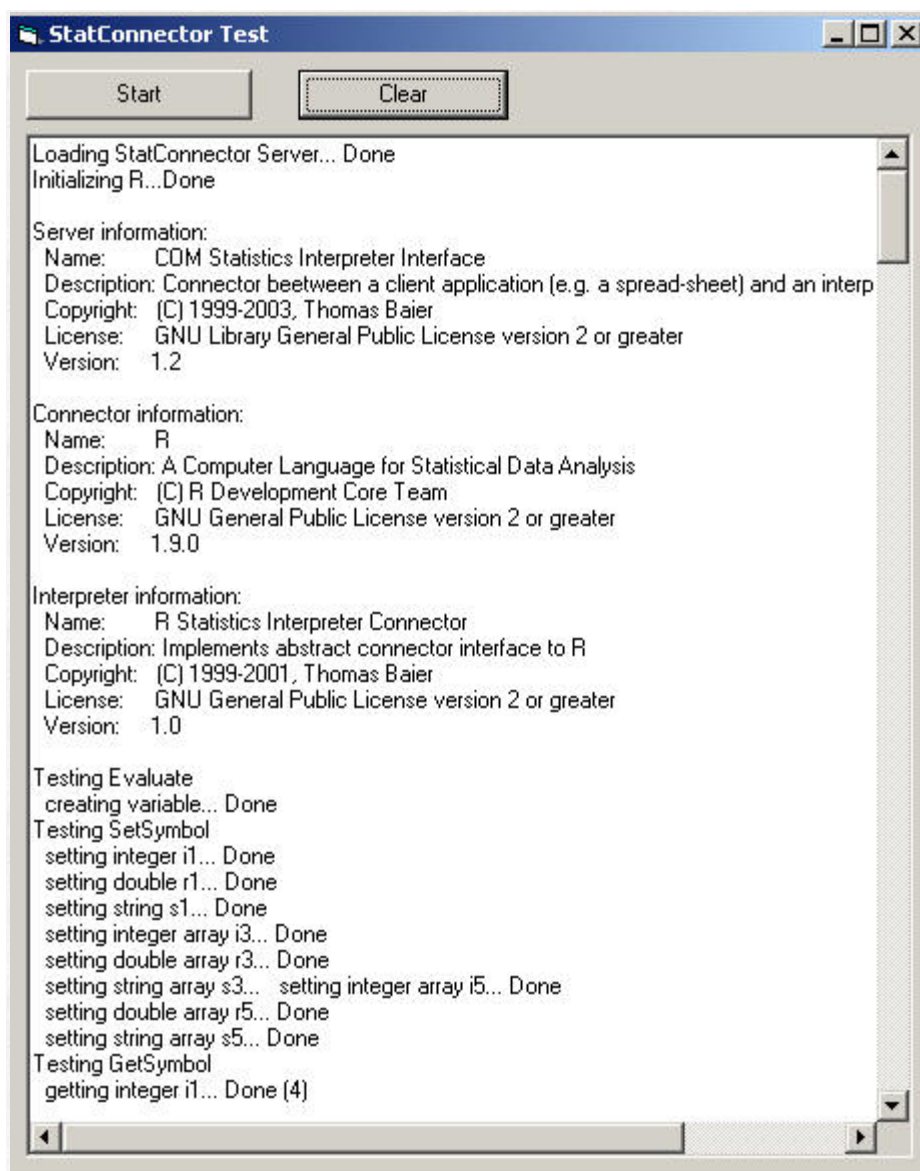 StatConnector Test
Start Clear
Loading StatConnector Server... Done
Initializing R...Done
Server information:
Name: COM Statistics Interpreter Interface
Description: Connector beetween a client application (e.g. a spread-sheet) and an interp
Copyright: (C) 1999-2003, Thomas Baier
License: GNU Library General Public License version 2 or greater
Version: 1.2
Connector information:
Name: R
Description: A Computer Language for Statistical Data Analysis
Copyright: (C) R Development Core Team
License: GNU General Public License version 2 or greater
Version: 1.9.0
Interpreter information:
Name: R Statistics Interpreter Connector
Description: Implements abstract connector interface to R
Copyright: (C) 1999-2001, Thomas Baier
License: GNU General Public License version 2 or greater
Version: 1.0
Testing Evaluate
creating variable... Done
Testing SetSymbol
setting integer i1... Done
setting double r1... Done
setting string s1... Done
setting integer array i3... Done
setting double array r3... Done
setting string array s3... setting integer array i5... Done
setting double array r5... Done
setting string array s5... Done
Testing GetSymbol
getting integer i1... Done (4)